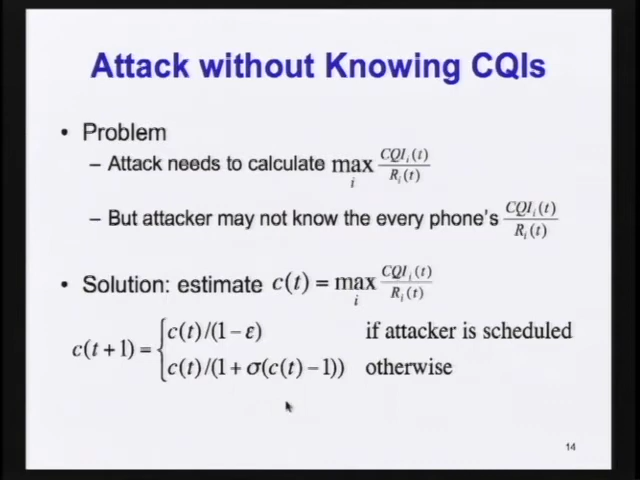 Attack without Knowing CQIs
• Problem
– Attack needs to calculate max_i CQI_i(t)/R_i(t)
– But attacker may not know the every phone's CQI_i(t)/R_i(t)
• Solution: estimate c(t) = max_i CQI_i(t)/R_i(t)
c(t+1) = { c(t)/(1 − ε) if attacker is scheduled
c(t)/(1 + σ(c(t) − 1)) otherwise
14